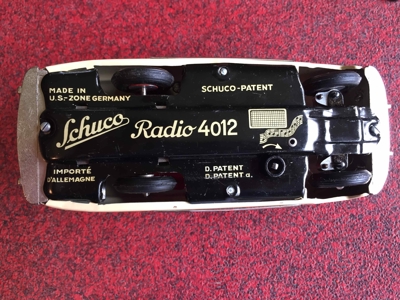 MADE IN
U.S.-ZONE GERMANY
SCHUCO-PATENT
Schuco Radio 4012
IMPORTÉ
D'ALLEMAGNE
D. PATENT
D. PATENT a.